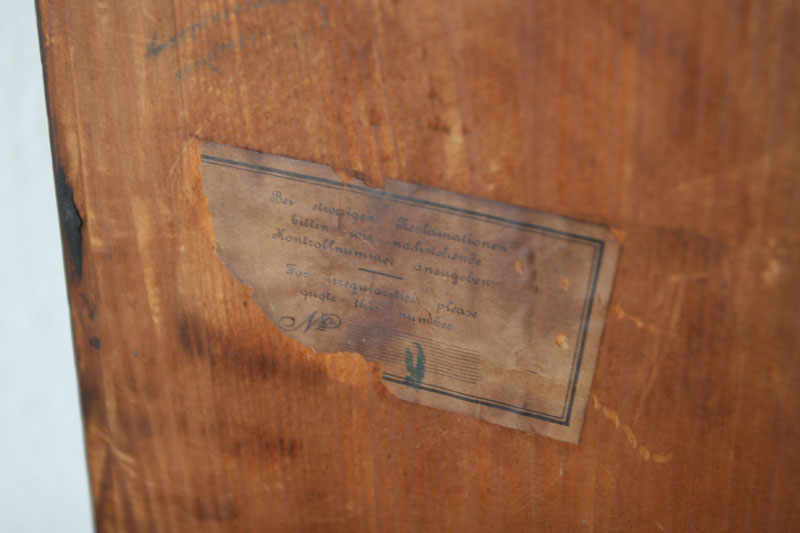 Bei etwaigen Reclamationen
bitten wir nachstehende
Kontrollnummer anzugeben.
For irregularities please
quote this number
No
9